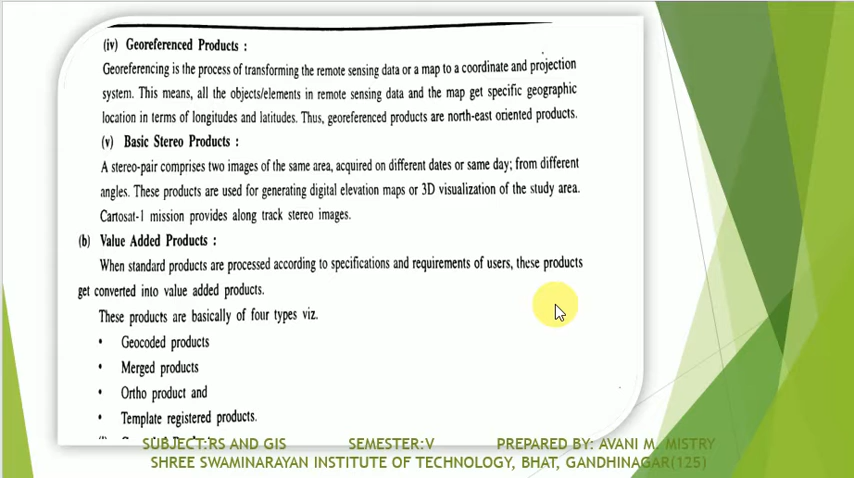 (iv) Georeferenced Products :
Georeferencing is the process of transforming the remote sensing data or a map to a coordinate and projection
system. This means, all the objects/elements in remote sensing data and the map get specific geographic
location in terms of longitudes and latitudes. Thus, georeferenced products are north-east oriented products.
(v) Basic Stereo Products :
A stereo-pair comprises two images of the same area, acquired on different dates or same day; from different
angles. These products are used for generating digital elevation maps or 3D visualization of the study area.
Cartosat-1 mission provides along track stereo images.
(b) Value Added Products :
When standard products are processed according to specifications and requirements of users, these products
get converted into value added products.
These products are basically of four types viz.
• Geocoded products
• Merged products
• Ortho product and
• Template registered products.
SUBJECT:RS AND GIS SEMESTER:V PREPARED BY: AVANI M. MISTRY
SHREE SWAMINARAYAN INSTITUTE OF TECHNOLOGY, BHAT, GANDHINAGAR(125)